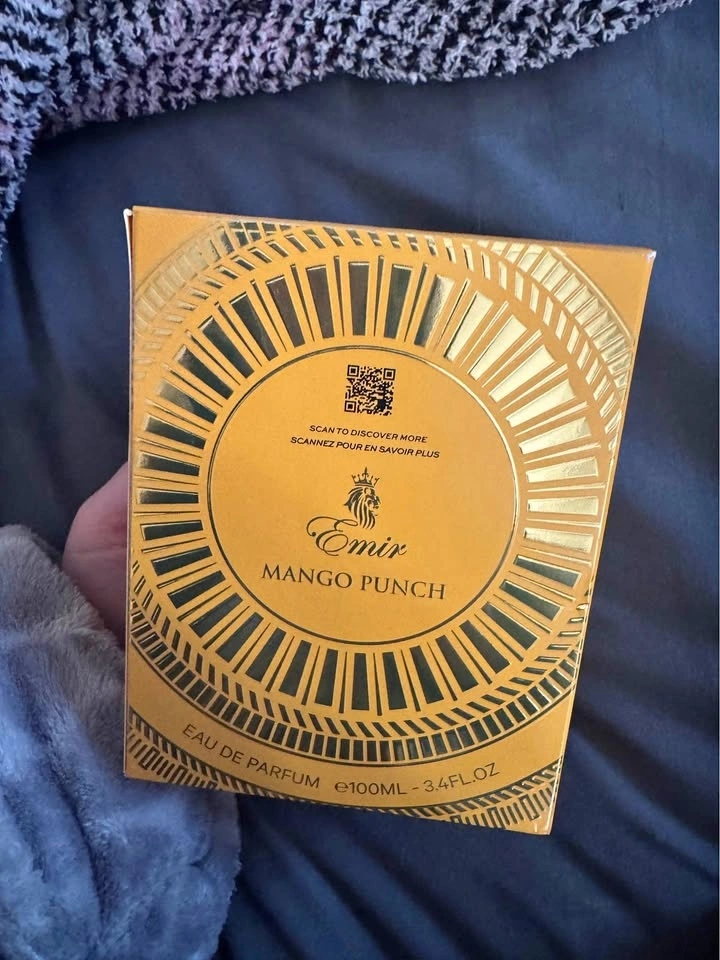 SCAN TO DISCOVER MORE
SCANNEZ POUR EN SAVOIR PLUS
Emir
MANGO PUNCH
EAU DE PARFUM ℮100ML - 3.4FL.OZ